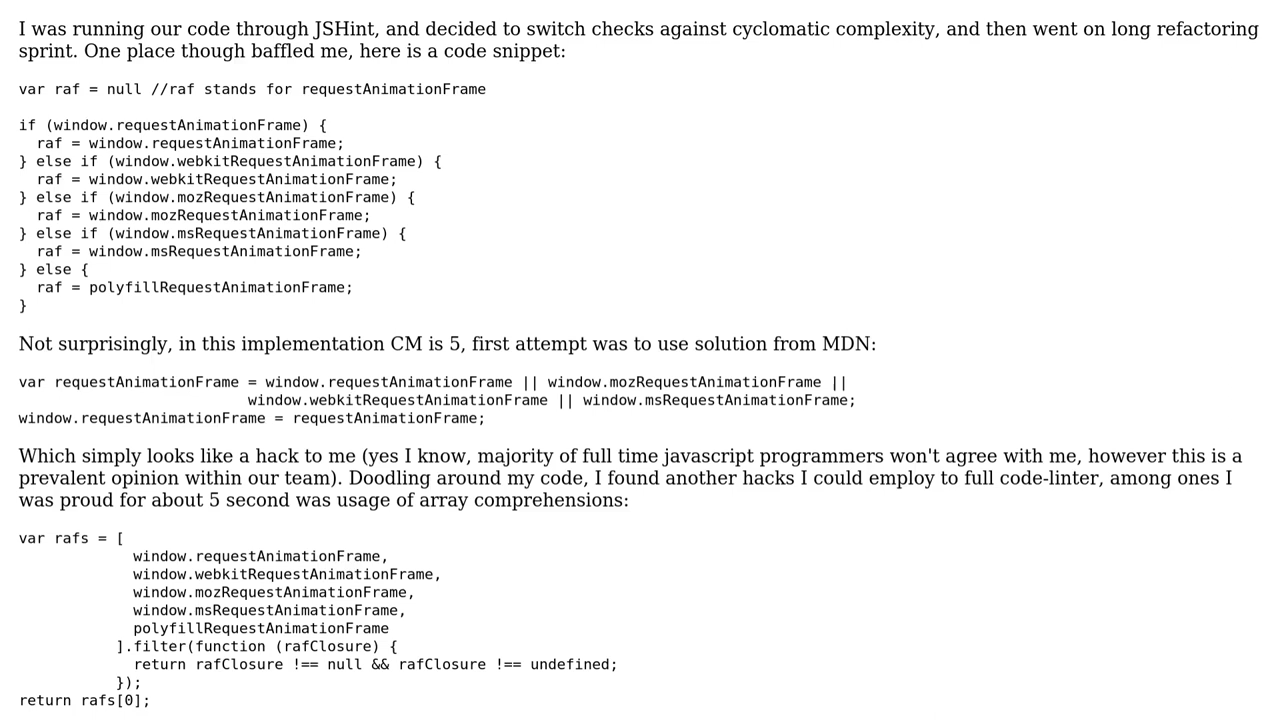 I was running our code through JSHint, and decided to switch checks against cyclomatic complexity, and then went on long refactoring
sprint. One place though baffled me, here is a code snippet:
var raf = null //raf stands for requestAnimationFrame
if (window.requestAnimationFrame) {
  raf = window.requestAnimationFrame;
} else if (window.webkitRequestAnimationFrame) {
  raf = window.webkitRequestAnimationFrame;
} else if (window.mozRequestAnimationFrame) {
  raf = window.mozRequestAnimationFrame;
} else if (window.msRequestAnimationFrame) {
  raf = window.msRequestAnimationFrame;
} else {
  raf = polyfillRequestAnimationFrame;
}
Not surprisingly, in this implementation CM is 5, first attempt was to use solution from MDN:
var requestAnimationFrame = window.requestAnimationFrame || window.mozRequestAnimationFrame ||
                          window.webkitRequestAnimationFrame || window.msRequestAnimationFrame;
window.requestAnimationFrame = requestAnimationFrame;
Which simply looks like a hack to me (yes I know, majority of full time javascript programmers won't agree with me, however this is a
prevalent opinion within our team). Doodling around my code, I found another hacks I could employ to full code-linter, among ones I
was proud for about 5 second was usage of array comprehensions:
var rafs = [
             window.requestAnimationFrame,
             window.webkitRequestAnimationFrame,
             window.mozRequestAnimationFrame,
             window.msRequestAnimationFrame,
             polyfillRequestAnimationFrame
           ].filter(function (rafClosure) {
             return rafClosure !== null && rafClosure !== undefined;
           });
return rafs[0];